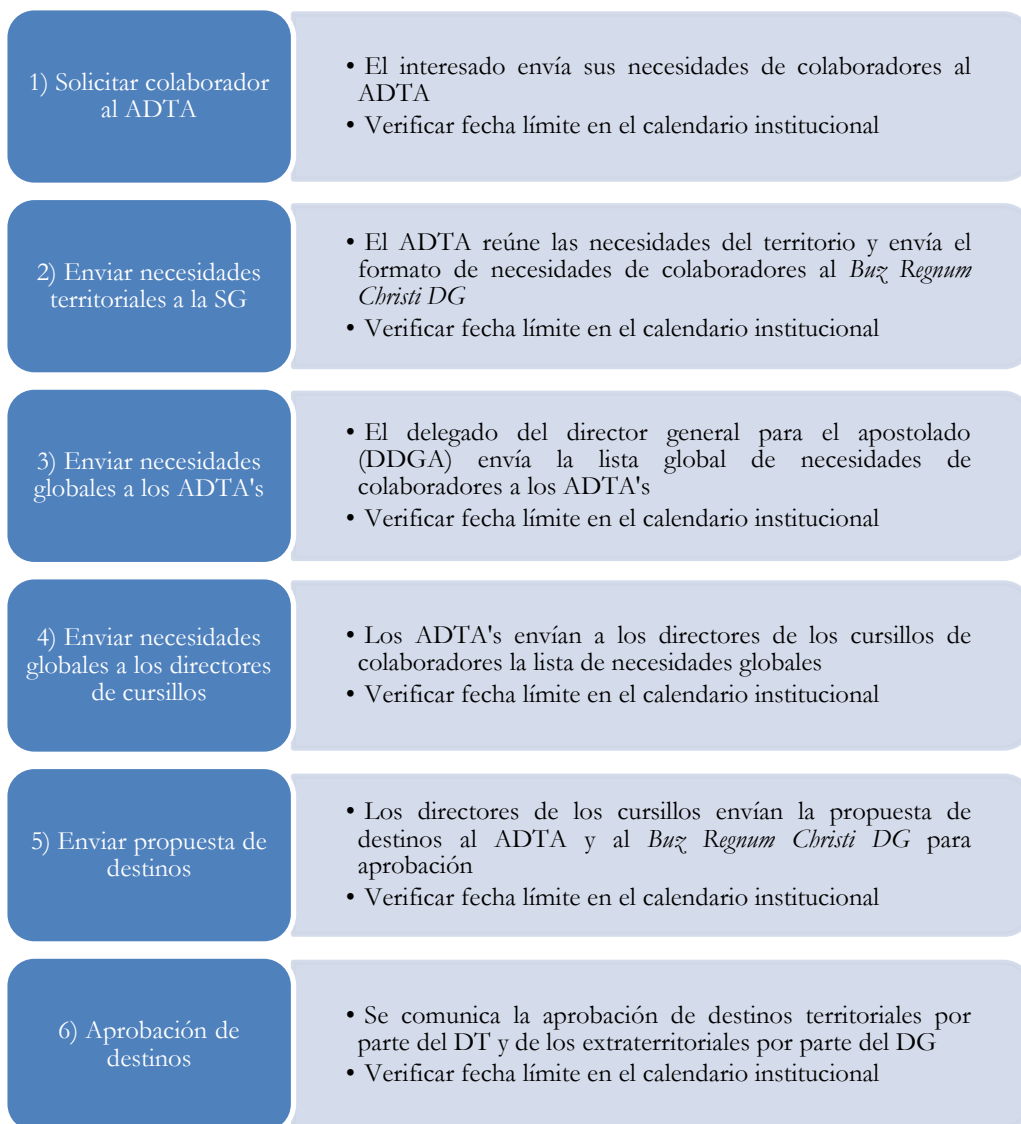 1) Solicitar colaborador
al ADTA
• El interesado envía sus necesidades de colaboradores al
ADTA
• Verificar fecha límite en el calendario institucional
2) Enviar necesidades
territoriales a la SG
• El ADTA reúne las necesidades del territorio y envía el
formato de necesidades de colaboradores al Buz Regnum
Christi DG
• Verificar fecha límite en el calendario institucional
3) Enviar necesidades
globales a los ADTA's
• El delegado del director general para el apostolado
(DDGA) envía la lista global de necesidades de
colaboradores a los ADTA's
• Verificar fecha límite en el calendario institucional
4) Enviar necesidades
globales a los directores
de cursillos
• Los ADTA's envían a los directores de los cursillos de
colaboradores la lista de necesidades globales
• Verificar fecha límite en el calendario institucional
5) Enviar propuesta de
destinos
• Los directores de los cursillos envían la propuesta de
destinos al ADTA y al Buz Regnum Christi DG para
aprobación
• Verificar fecha límite en el calendario institucional
6) Aprobación de
destinos
• Se comunica la aprobación de destinos territoriales por
parte del DT y de los extraterritoriales por parte del DG
• Verificar fecha límite en el calendario institucional